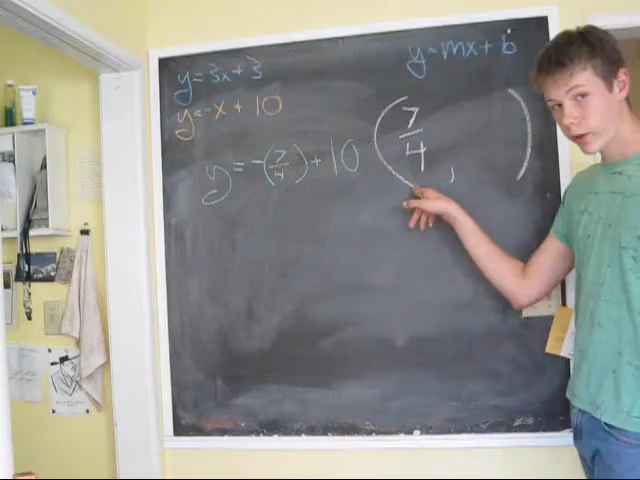 y=3x+3
y=-x+10
y=mx+b
y=-(7/4)+10
(7/4, )